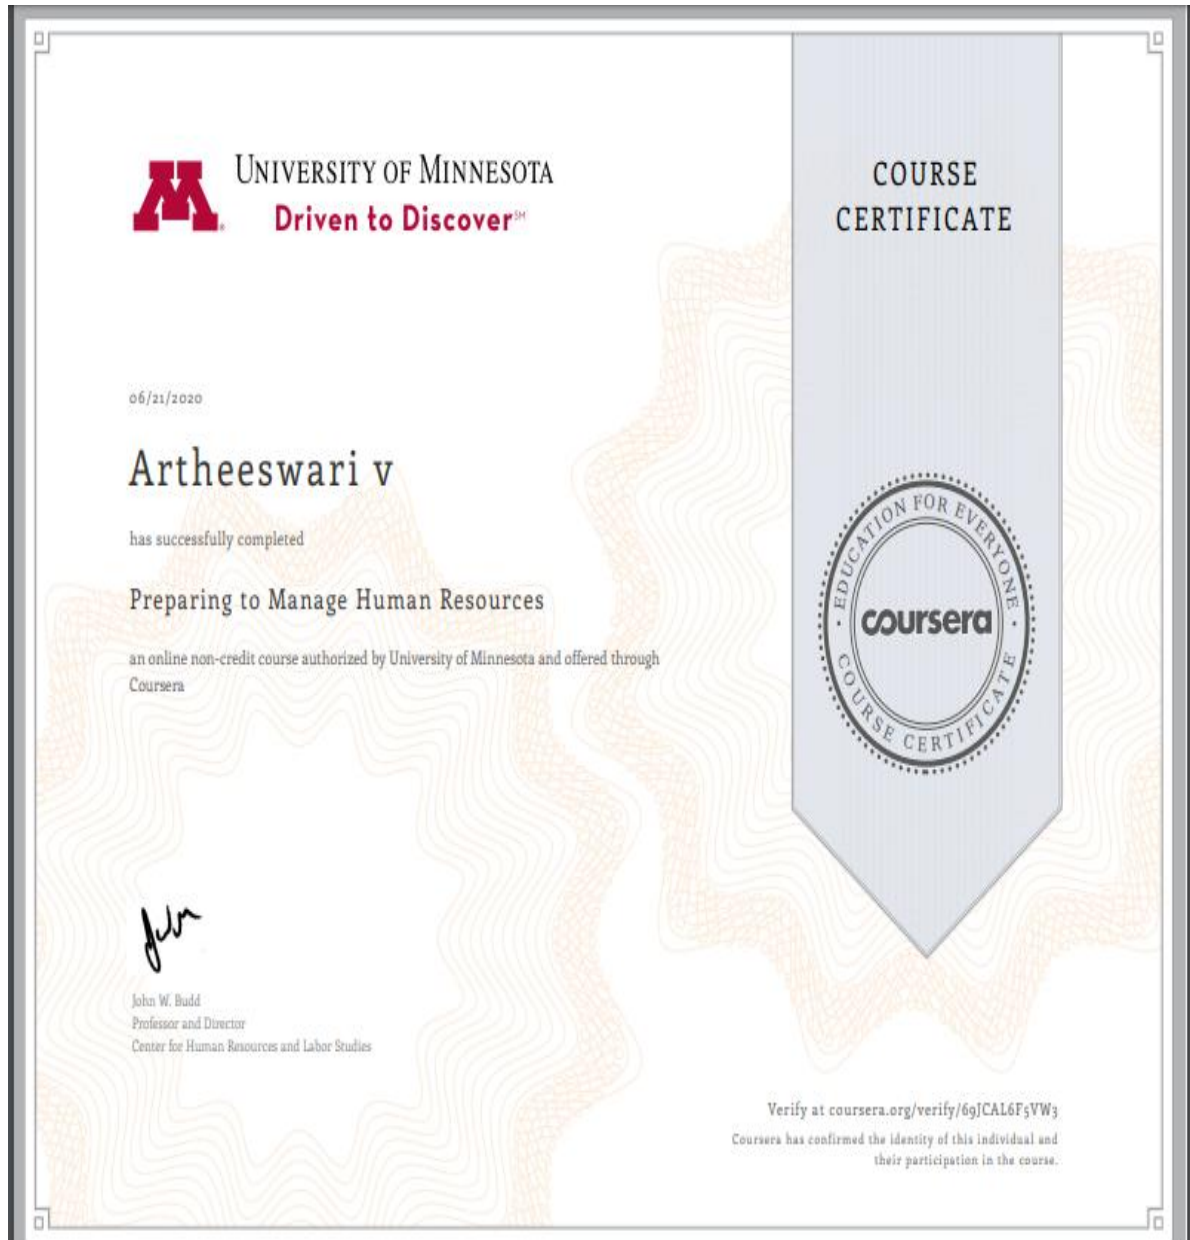 UNIVERSITY OF MINNESOTA
Driven to Discover℠
COURSE
CERTIFICATE
06/21/2020
Artheeswari v
has successfully completed
Preparing to Manage Human Resources
an online non-credit course authorized by University of Minnesota and offered through
Coursera
EDUCATION FOR EVERYONE
coursera
COURSE CERTIFICATE
John W. Budd
Professor and Director
Center for Human Resources and Labor Studies
Verify at coursera.org/verify/69JCAL6F5VW3
Coursera has confirmed the identity of this individual and
their participation in the course.